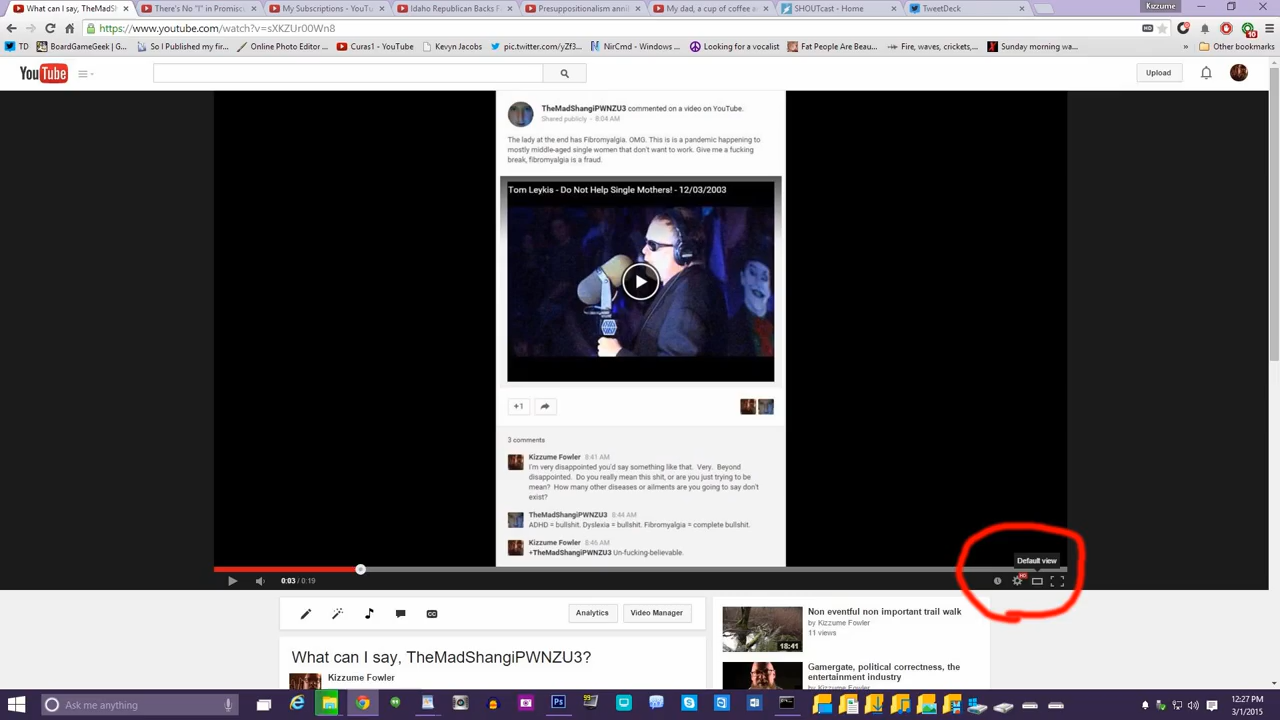 What can I say, TheMadSh
There's No "I" in Promiscu
My Subscriptions - YouTu
Idaho Republican Backs F
Presuppositionalism annih
My dad, a cup of coffee a
SHOUTcast - Home
TweetDeck
Kizzume
https://www.youtube.com/watch?v=sXKZUr00Wn8
TD
BoardGameGeek | G
So I Published my fir
Online Photo Editor
Curas1 - YouTube
Kevyn Jacobs
pic.twitter.com/yZf3
NirCmd - Windows
Looking for a vocalist
Fat People Are Beau
Fire, waves, crickets,
Sunday morning wa
» Other bookmarks
YouTube
Upload
TheMadShangiPWNZU3 commented on a video on YouTube.
Shared publicly - 8:04 AM
The lady at the end has Fibromyalgia. OMG. This is is a pandemic happening to
mostly middle-aged single women that don't want to work. Give me a fucking
break, fibromyalgia is a fraud.
Tom Leykis - Do Not Help Single Mothers! - 12/03/2003
+1
3 comments
Kizzume Fowler 8:41 AM
I'm very disappointed you'd say something like that. Very. Beyond
disappointed. Do you really mean this shit, or are you just trying to be
mean? How many other diseases or ailments are you going to say don't
exist?
TheMadShangiPWNZU3 8:44 AM
ADHD = bullshit. Dyslexia = bullshit. Fibromyalgia = complete bullshit.
Kizzume Fowler 8:46 AM
+TheMadShangiPWNZU3 Un-fucking-believable.
Default view
0:03 / 0:19
HD
Analytics
Video Manager
Non eventful non important trail walk
by Kizzume Fowler
11 views
18:41
What can I say, TheMadShangiPWNZU3?
Kizzume Fowler
Gamergate, political correctness, the
entertainment industry
by Kizzume Fowler
Ask me anything
12:27 PM
3/1/2015